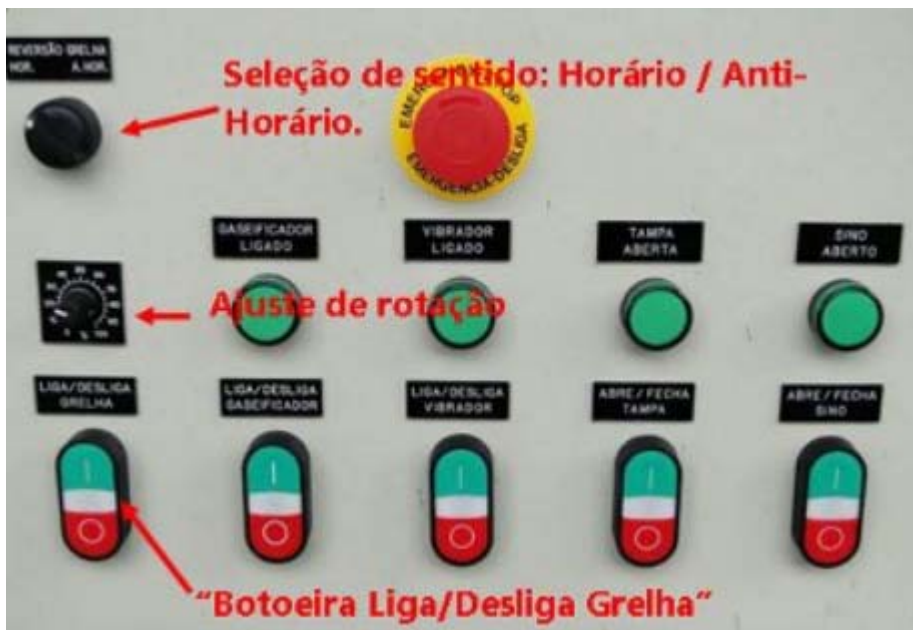 REVERSÃO GRELHA
HOR. A.HOR.
Seleção de sentido: Horário / Anti-
Horário.
EMERGENCIA-DESLIGA
GASEIFICADOR
LIGADO
VIBRADOR
LIGADO
TAMPA
ABERTA
SINO
ABERTO
Ajuste de rotação
LIGA/DESLIGA
GRELHA
LIGA/DESLIGA
GASEIFICADOR
LIGA/DESLIGA
VIBRADOR
ABRE/FECHA
TAMPA
ABRE/FECHA
SINO
“Botoeira Liga/Desliga Grelha”